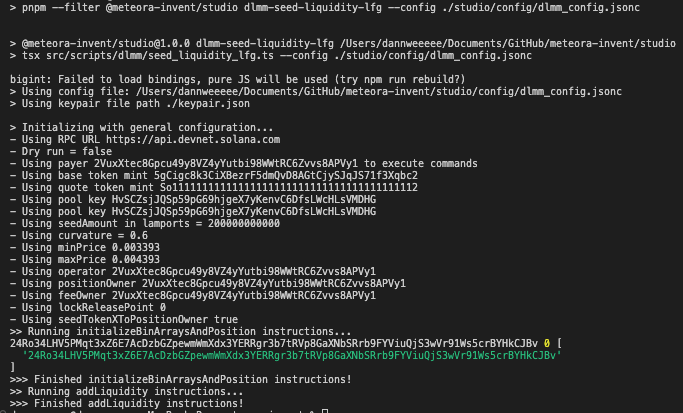 > pnpm --filter @meteora-invent/studio dlmm-seed-liquidity-lfg --config ./studio/config/dlmm_config.jsonc
> @meteora-invent/studio@1.0.0 dlmm-seed-liquidity-lfg /Users/dannweeeee/Documents/GitHub/meteora-invent/studio
> tsx src/scripts/dlmm/seed_liquidity_lfg.ts --config ./studio/config/dlmm_config.jsonc
bigint: Failed to load bindings, pure JS will be used (try npm run rebuild?)
> Using config file: /Users/dannweeeee/Documents/GitHub/meteora-invent/studio/config/dlmm_config.jsonc
> Using keypair file path ./keypair.json
> Initializing with general configuration...
- Using RPC URL https://api.devnet.solana.com
- Dry run = false
- Using payer 2VuxXtec8Gpcu49y8VZ4yYutbi98WWtRC6Zvvs8APVy1 to execute commands
- Using base token mint 5gCigc8k3CiXBezrF5dmQvD8AGtCjySJqJS71f3Xqbc2
- Using quote token mint So11111111111111111111111111111111111111112
- Using pool key HvSCZsjJQSp59pG69hjgeX7yKenvC6DfsLWcHLsVMDHG
- Using pool key HvSCZsjJQSp59pG69hjgeX7yKenvC6DfsLWcHLsVMDHG
- Using seedAmount in lamports = 200000000000
- Using curvature = 0.6
- Using minPrice 0.003393
- Using maxPrice 0.004393
- Using operator 2VuxXtec8Gpcu49y8VZ4yYutbi98WWtRC6Zvvs8APVy1
- Using positionOwner 2VuxXtec8Gpcu49y8VZ4yYutbi98WWtRC6Zvvs8APVy1
- Using feeOwner 2VuxXtec8Gpcu49y8VZ4yYutbi98WWtRC6Zvvs8APVy1
- Using lockReleasePoint 0
- Using seedTokenXToPositionOwner true
>> Running initializeBinArraysAndPosition instructions...
24Ro34LHV5PMqt3xZ6E7AcDzbGZpewmWmXdx3YERRgr3b7tRVp8GaXNbSRrb9FYViuQjS3wVr91Ws5crBYHkCJBv 0 [
'24Ro34LHV5PMqt3xZ6E7AcDzbGZpewmWmXdx3YERRgr3b7tRVp8GaXNbSRrb9FYViuQjS3wVr91Ws5crBYHkCJBv'
]
>>> Finished initializeBinArraysAndPosition instructions!
>> Running addLiquidity instructions...
>>> Finished addLiquidity instructions!